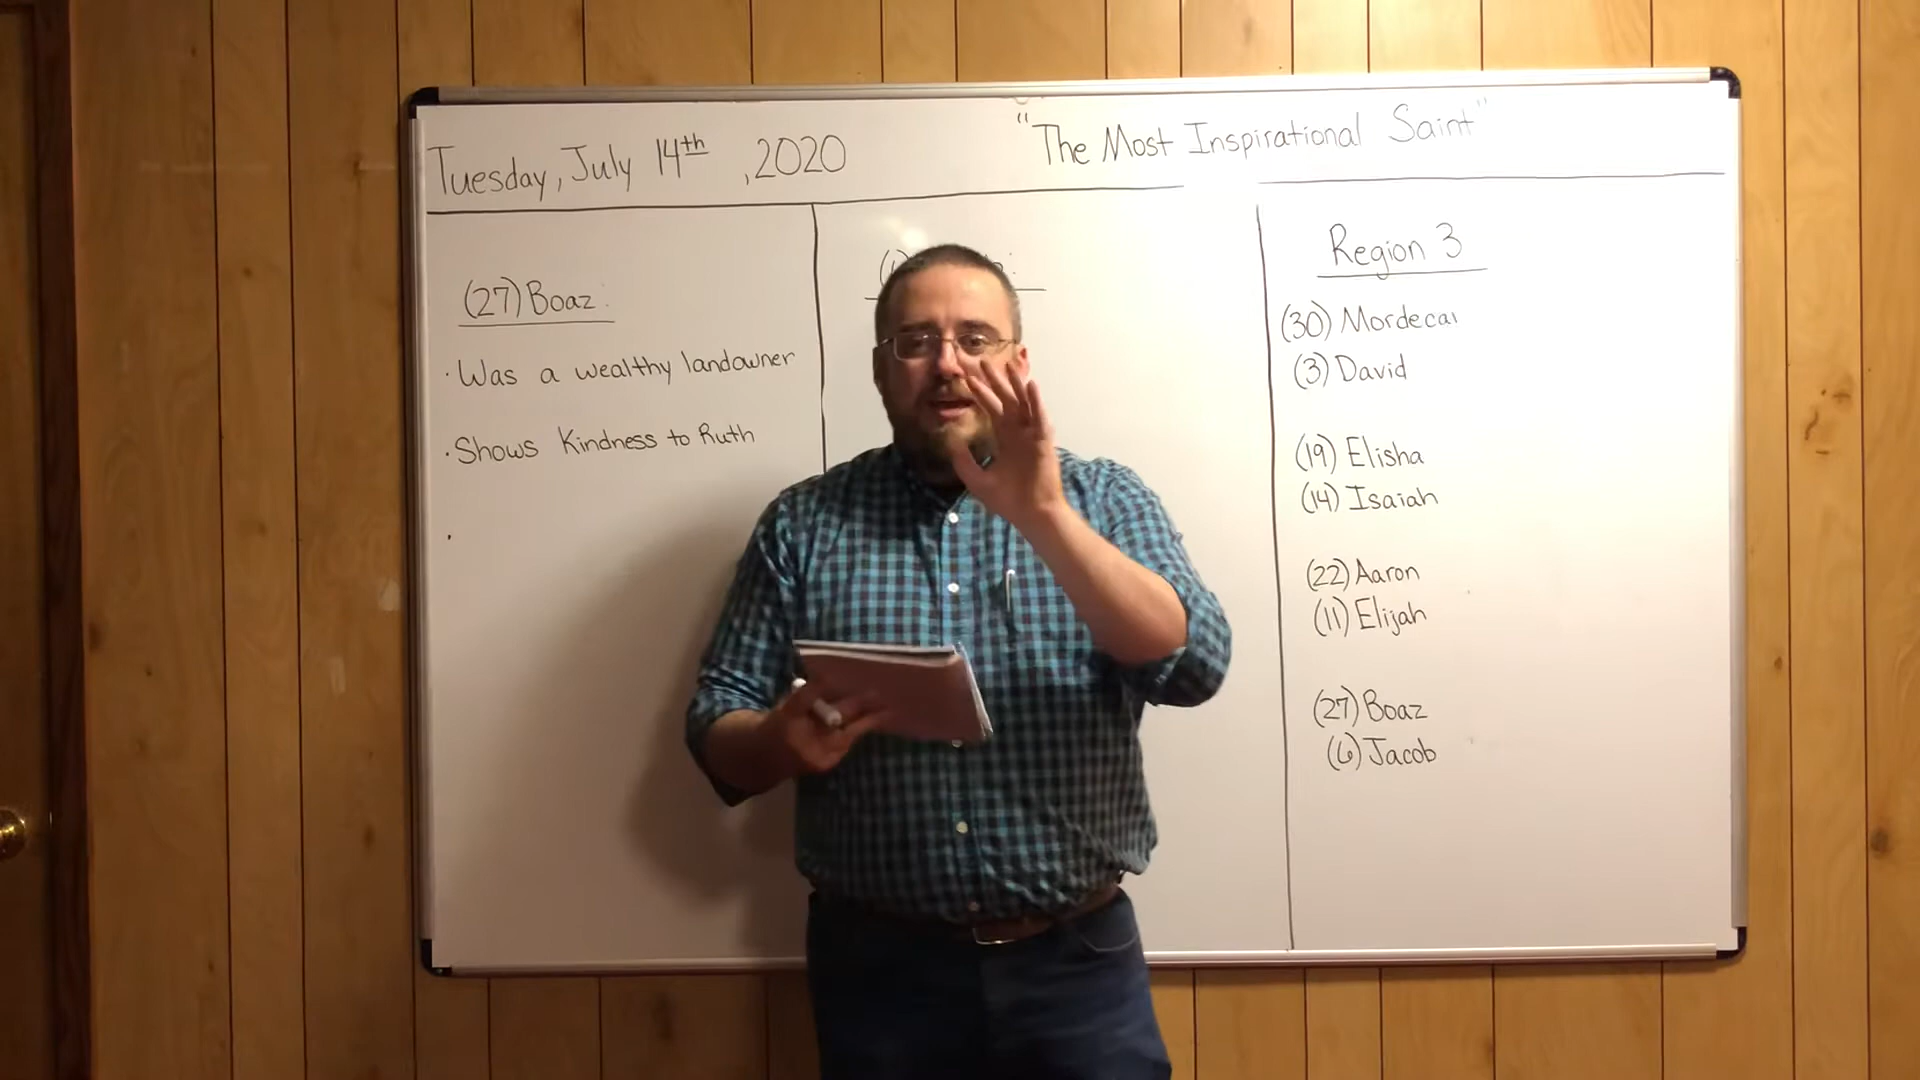 Tuesday, July 14th, 2020
"The Most Inspirational Saint"
(27) Boaz:
· Was a wealthy landowner
· Shows Kindness to Ruth
·
Region 3
(30) Mordecai
(3) David
(19) Elisha
(14) Isaiah
(22) Aaron
(11) Elijah
(27) Boaz
(6) Jacob